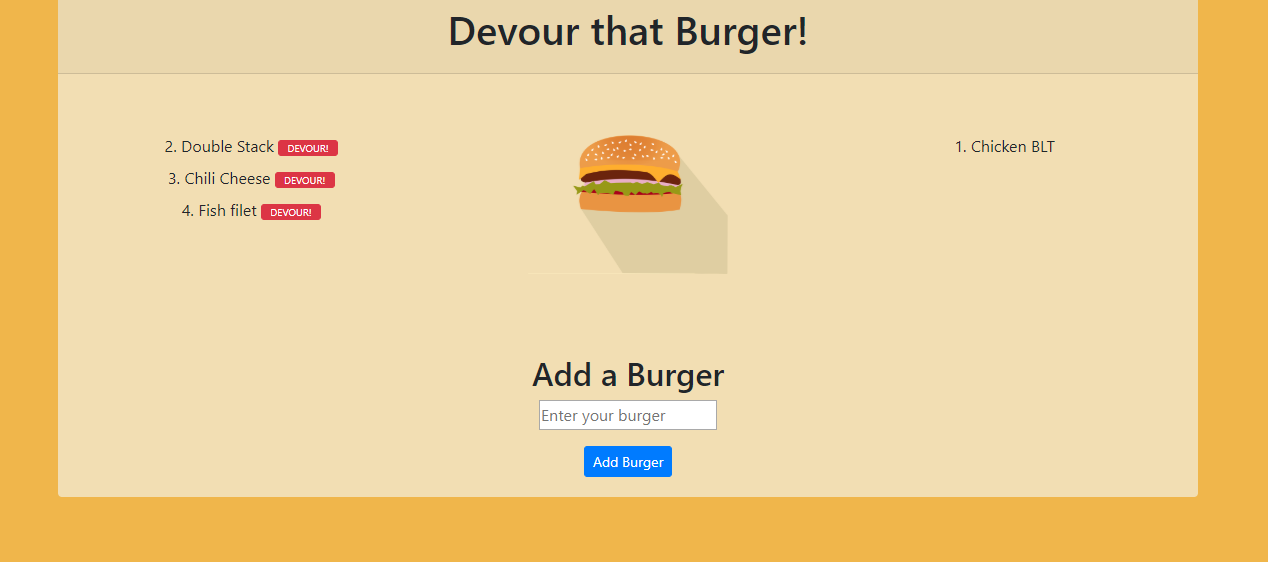 Devour that Burger!
2. Double Stack DEVOUR!
3. Chili Cheese DEVOUR!
4. Fish filet DEVOUR!
1. Chicken BLT
Add a Burger
Enter your burger
Add Burger